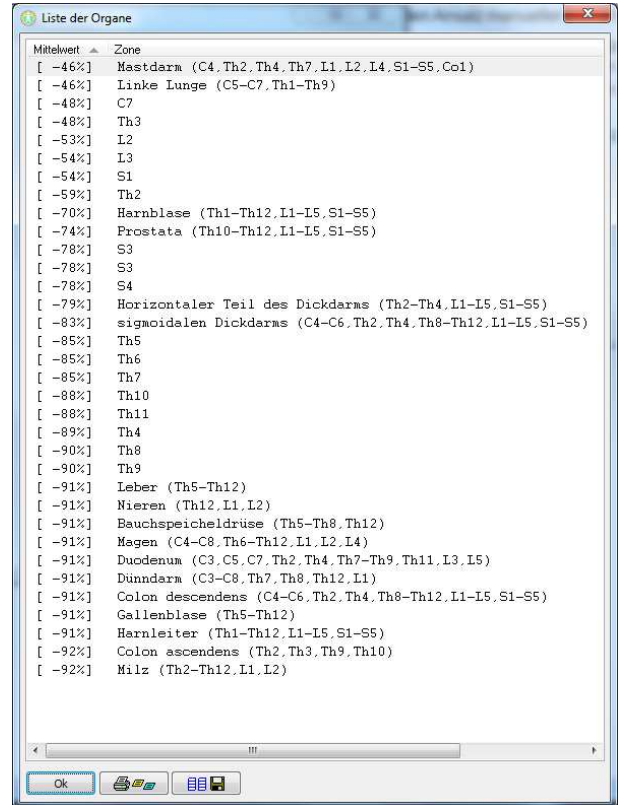 Liste der Organe
Mittelwert Zone
[ -46%] Mastdarm (C4,Th2,Th4,Th7,L1,L2,L4,S1-S5,Co1)
[ -46%] Linke Lunge (C5-C7,Th1-Th9)
[ -48%] C7
[ -48%] Th3
[ -53%] L2
[ -54%] L3
[ -54%] S1
[ -59%] Th2
[ -70%] Harnblase (Th1-Th12,L1-L5,S1-S5)
[ -74%] Prostata (Th10-Th12,L1-L5,S1-S5)
[ -78%] S3
[ -78%] S3
[ -78%] S4
[ -79%] Horizontaler Teil des Dickdarms (Th2-Th4,L1-L5,S1-S5)
[ -83%] sigmoidalen Dickdarms (C4-C6,Th2,Th4,Th8-Th12,L1-L5,S1-S5)
[ -85%] Th5
[ -85%] Th6
[ -85%] Th7
[ -88%] Th10
[ -88%] Th11
[ -89%] Th4
[ -90%] Th8
[ -90%] Th9
[ -91%] Leber (Th5-Th12)
[ -91%] Nieren (Th12,L1,L2)
[ -91%] Bauchspeicheldrüse (Th5-Th8,Th12)
[ -91%] Magen (C4-C8,Th6-Th12,L1,L2,L4)
[ -91%] Duodenum (C3,C5,C7,Th2,Th4,Th7-Th9,Th11,L3,L5)
[ -91%] Dünndarm (C3-C8,Th7,Th8,Th12,L1)
[ -91%] Colon descendens (C4-C6,Th2,Th4,Th8-Th12,L1-L5,S1-S5)
[ -91%] Gallenblase (Th5-Th12)
[ -91%] Harnleiter (Th1-Th12,L1-L5,S1-S5)
[ -92%] Colon ascendens (Th2,Th3,Th9,Th10)
[ -92%] Milz (Th2-Th12,L1,L2)
Ok